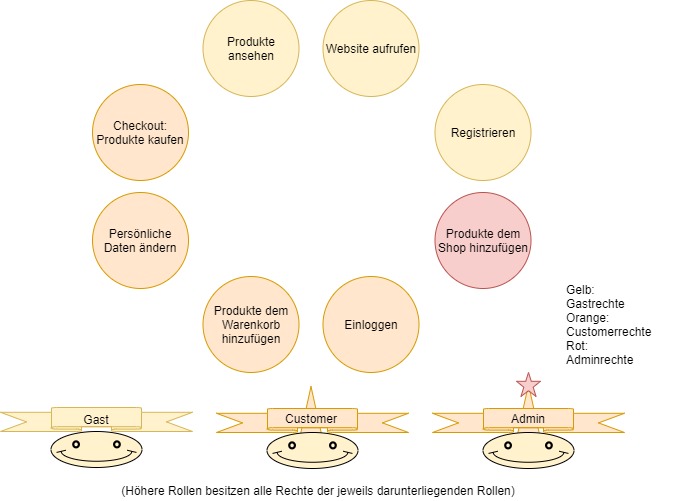 Produkte
ansehen
Website aufrufen
Checkout:
Produkte kaufen
Registrieren
Persönliche
Daten ändern
Produkte dem
Shop hinzufügen
Produkte dem
Warenkorb
hinzufügen
Einloggen
Gelb:
Gastrechte
Orange:
Customerrechte
Rot:
Adminrechte
Gast
Customer
Admin
(Höhere Rollen besitzen alle Rechte der jeweils darunterliegenden Rollen)